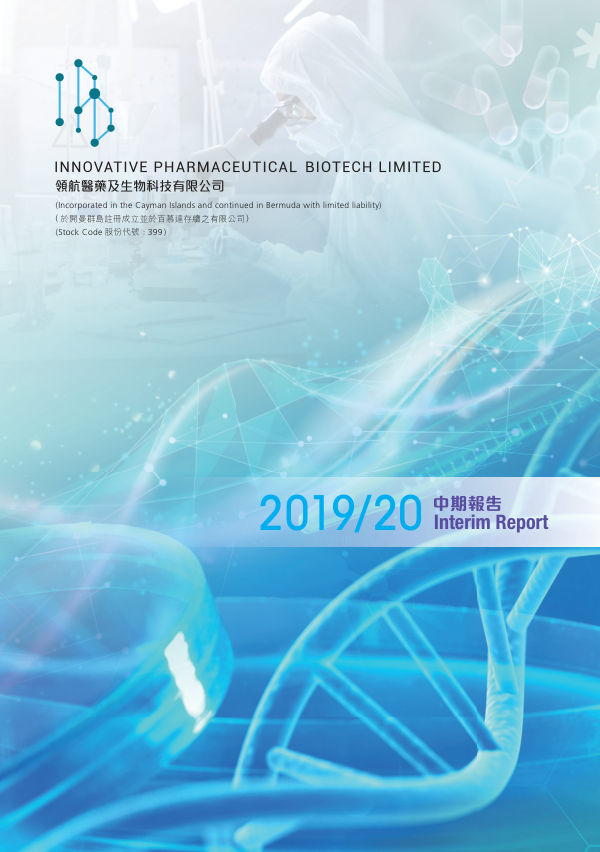 INNOVATIVE PHARMACEUTICAL BIOTECH LIMITED
領航醫藥及生物科技有限公司
(Incorporated in the Cayman Islands and continued in Bermuda with limited liability)
(於開曼群島註冊成立並於百慕達存續之有限公司)
(Stock Code 股份代號 : 399)
2019/20 中期報告
Interim Report